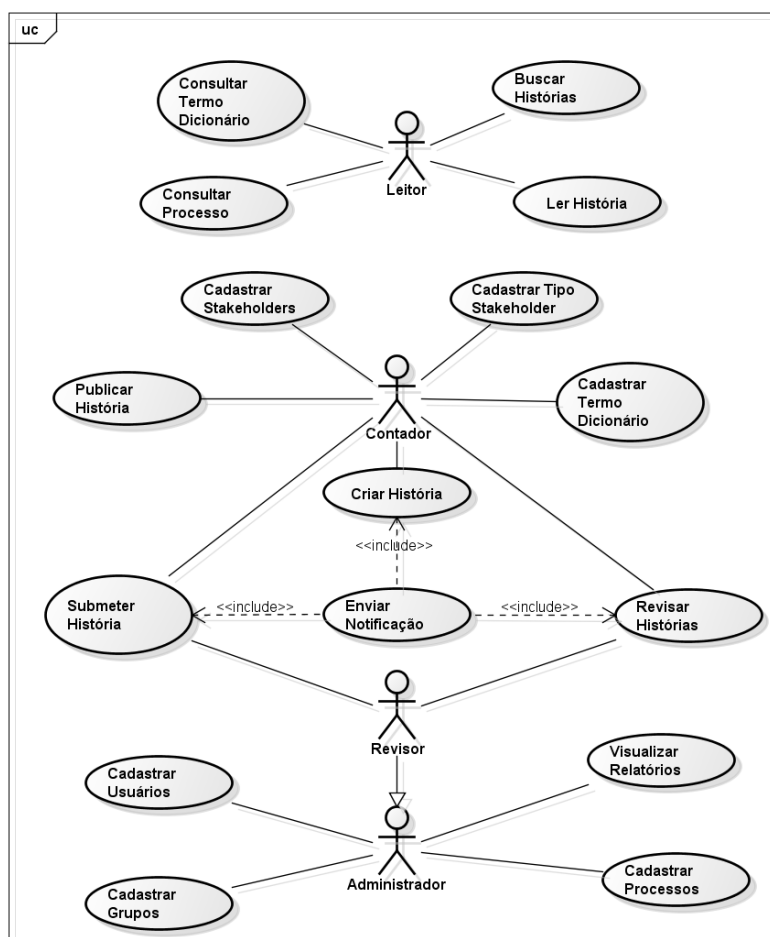 uc
Consultar
Termo
Dicionário
Buscar
Histórias
Leitor
Consultar
Processo
Ler História
Cadastrar
Stakeholders
Cadastrar Tipo
Stakeholder
Publicar
História
Cadastrar
Termo
Dicionário
Contador
Criar História
<<include>>
Submeter
História
<<include>>
Enviar
Notificação
<<include>>
Revisar
Histórias
Revisor
Cadastrar
Usuários
Visualizar
Relatórios
Cadastrar
Grupos
Administrador
Cadastrar
Processos